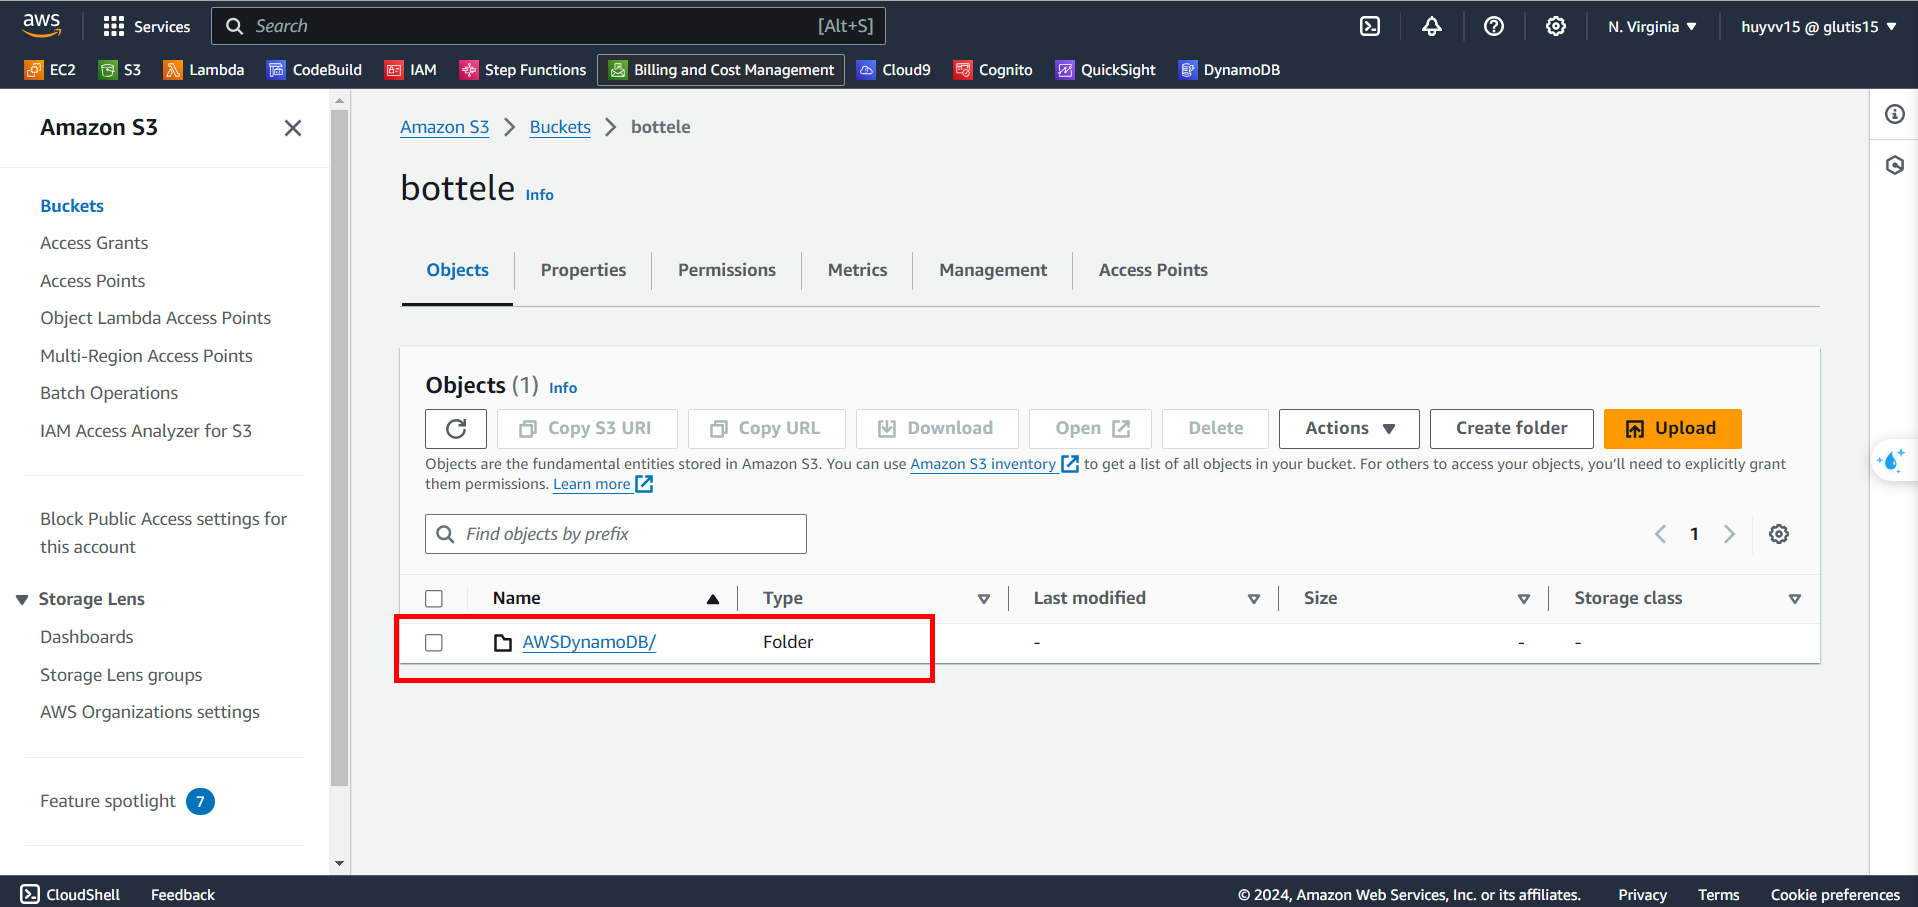 aws Services Search [Alt+S] N. Virginia ▼ huyvv15 @ glutis15 ▼
EC2 S3 Lambda CodeBuild IAM Step Functions Billing and Cost Management Cloud9 Cognito QuickSight DynamoDB
Amazon S3
Buckets
Access Grants
Access Points
Object Lambda Access Points
Multi-Region Access Points
Batch Operations
IAM Access Analyzer for S3
Block Public Access settings for
this account
▼ Storage Lens
Dashboards
Storage Lens groups
AWS Organizations settings
Feature spotlight 7
Amazon S3 > Buckets > bottele
bottele Info
Objects Properties Permissions Metrics Management Access Points
Objects (1) Info
Copy S3 URI Copy URL Download Open Delete Actions ▼ Create folder Upload
Objects are the fundamental entities stored in Amazon S3. You can use Amazon S3 inventory to get a list of all objects in your bucket. For others to access your objects, you'll need to explicitly grant
them permissions. Learn more
Find objects by prefix < 1 >
Name Type Last modified Size Storage class
AWSDynamoDB/ Folder - - -
CloudShell Feedback © 2024, Amazon Web Services, Inc. or its affiliates. Privacy Terms Cookie preferences